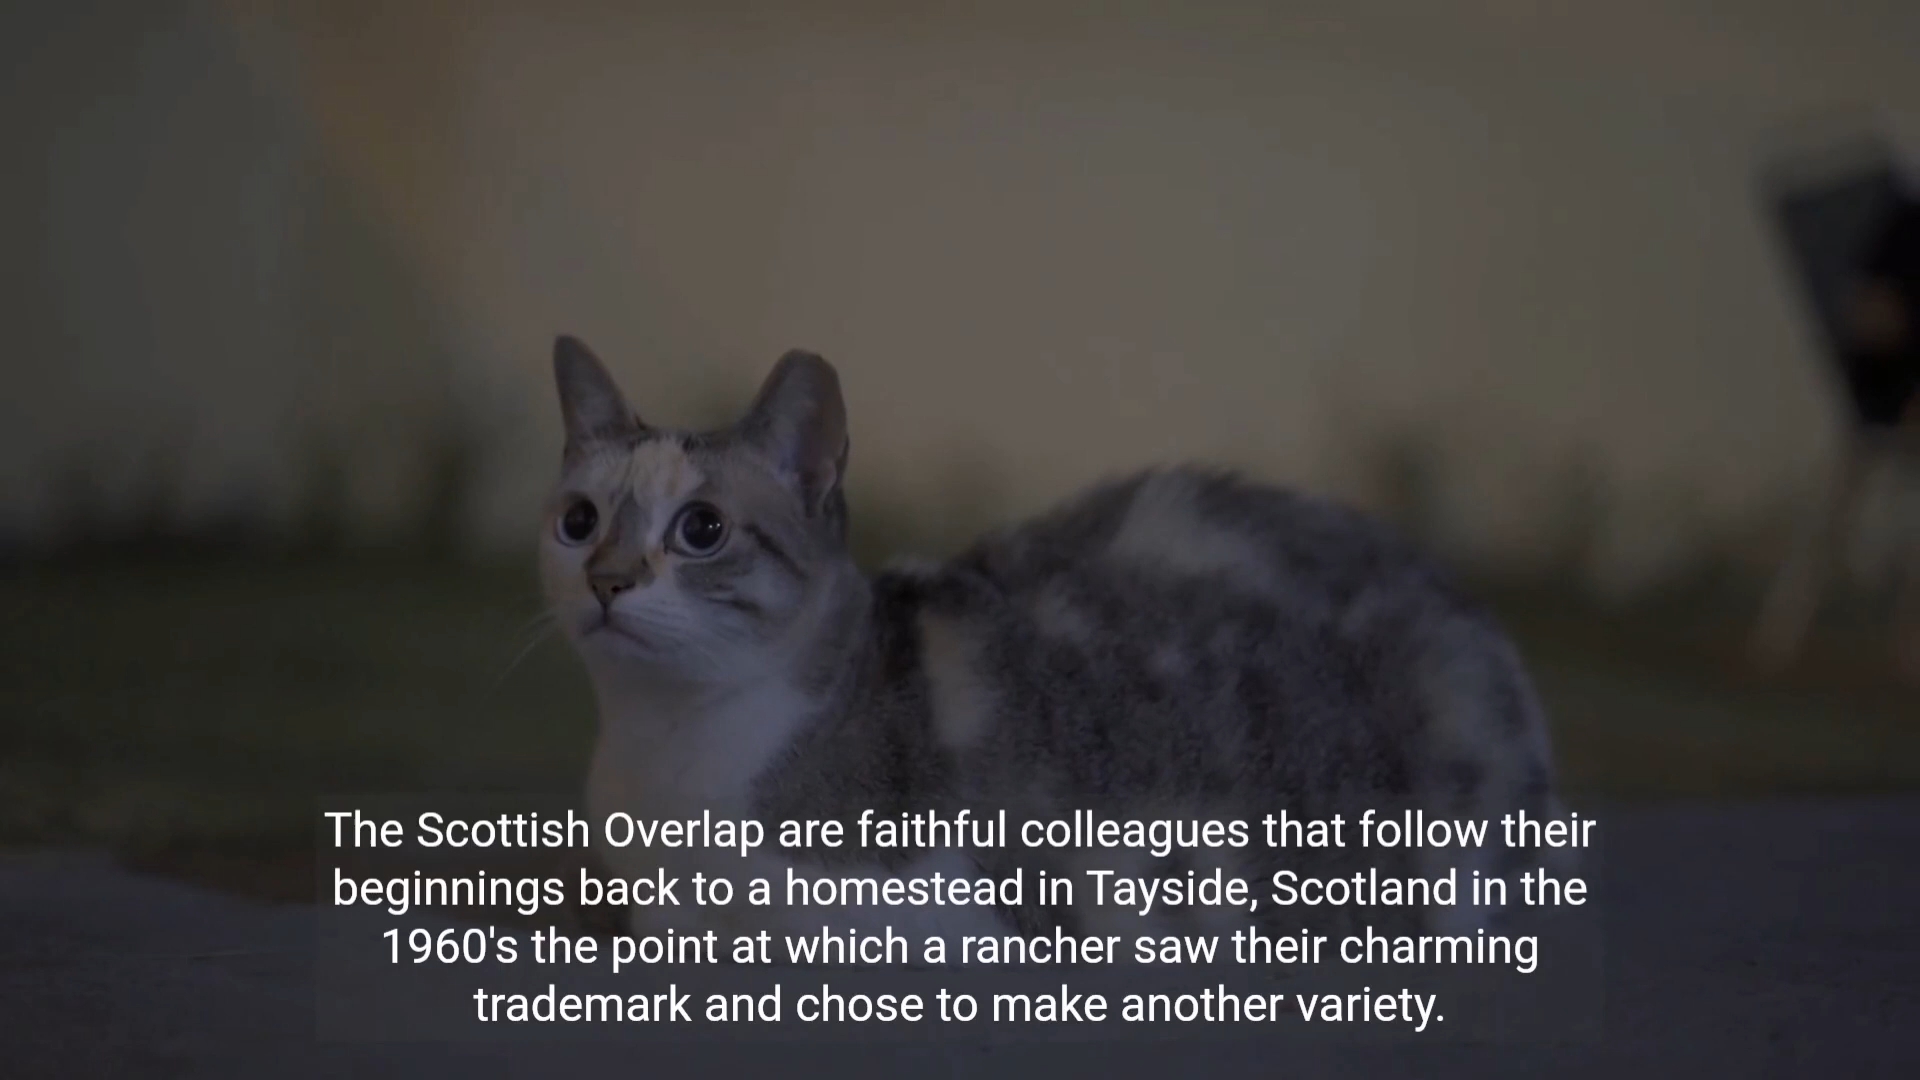 The Scottish Overlap are faithful colleagues that follow their
beginnings back to a homestead in Tayside, Scotland in the
1960's the point at which a rancher saw their charming
trademark and chose to make another variety.